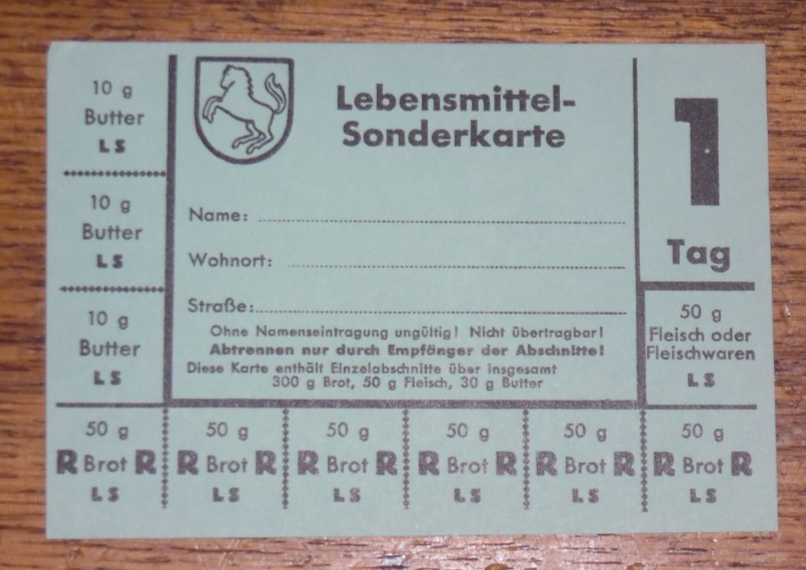 10 g
Butter
LS
10 g
Butter
LS
10 g
Butter
LS
Lebensmittel-
Sonderkarte
Name:
Wohnort:
Straße:
Ohne Namenseintragung ungültig! Nicht übertragbar!
Abtrennen nur durch Empfänger der Abschnitte!
Diese Karte enthält Einzelabschnitte über insgesamt
300 g Brot, 50 g Fleisch, 30 g Butter
1
Tag
50 g
Fleisch oder
Fleischwaren
LS
50 g
R Brot R
LS
50 g
R Brot R
LS
50 g
R Brot R
LS
50 g
R Brot R
LS
50 g
R Brot R
LS
50 g
R Brot R
LS